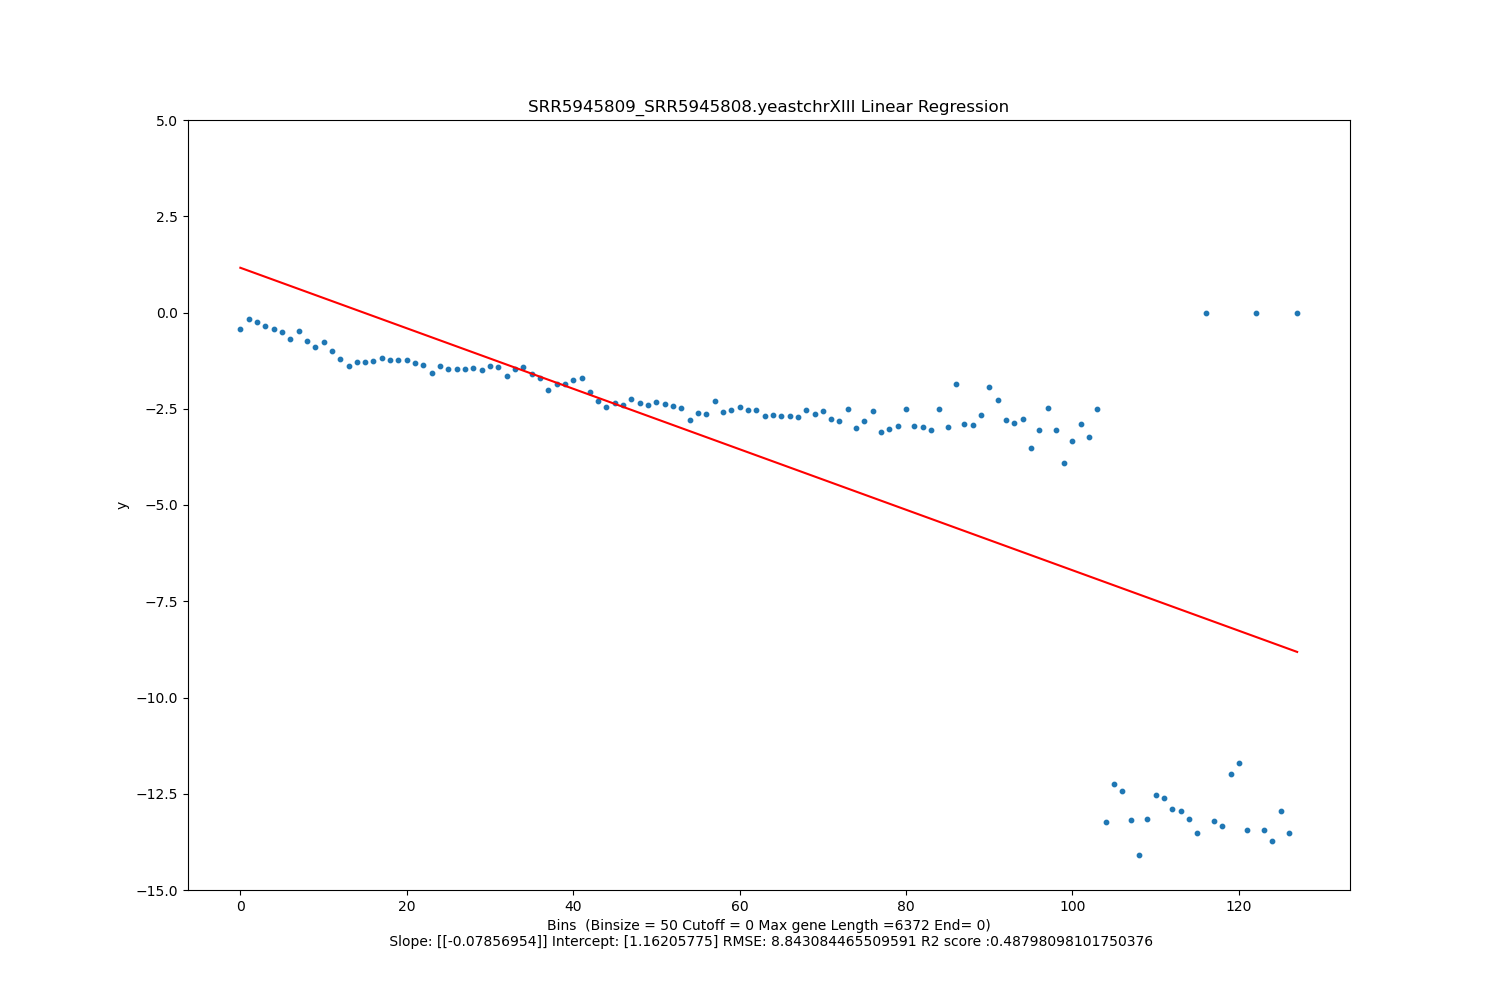 SRR5945809_SRR5945808.yeastchrXIII Linear Regression
5.0
2.5
0.0
−2.5
−5.0
−7.5
−10.0
−12.5
−15.0
y
0 20 40 60 80 100 120
Bins  (Binsize = 50 Cutoff = 0 Max gene Length =6372 End= 0)
Slope: [[-0.07856954]] Intercept: [1.16205775] RMSE: 8.843084465509591 R2 score :0.48798098101750376